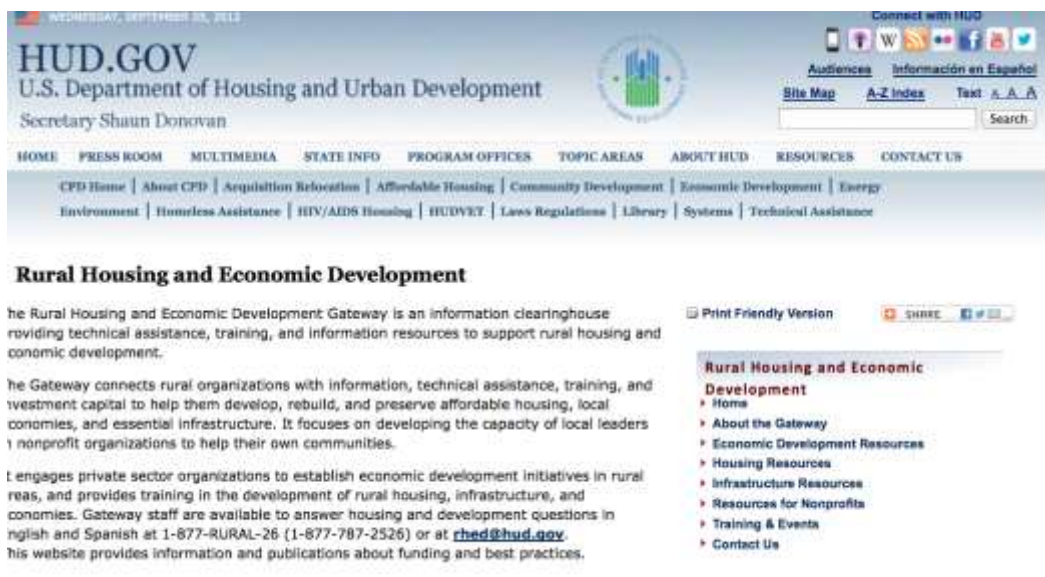 WEDNESDAY, SEPTEMBER 05, 2012
Connect with HUD
HUD.GOV
U.S. Department of Housing and Urban Development
Secretary Shaun Donovan
W
Audiences Información en Español
Site Map A-Z Index Text A A A
Search
HOME PRESS ROOM MULTIMEDIA STATE INFO PROGRAM OFFICES TOPIC AREAS ABOUT HUD RESOURCES CONTACT US
CPD Home | About CPD | Acquisition Relocation | Affordable Housing | Community Development | Economic Development | Energy
Environment | Homeless Assistance | HIV/AIDS Housing | HUDVET | Laws Regulations | Library | Systems | Technical Assistance
Rural Housing and Economic Development
he Rural Housing and Economic Development Gateway is an information clearinghouse
roviding technical assistance, training, and information resources to support rural housing and
conomic development.
he Gateway connects rural organizations with information, technical assistance, training, and
nvestment capital to help them develop, rebuild, and preserve affordable housing, local
conomies, and essential infrastructure. It focuses on developing the capacity of local leaders
n nonprofit organizations to help their own communities.
t engages private sector organizations to establish economic development initiatives in rural
reas, and provides training in the development of rural housing, infrastructure, and
conomies. Gateway staff are available to answer housing and development questions in
nglish and Spanish at 1-877-RURAL-26 (1-877-787-2526) or at rhed@hud.gov.
his website provides information and publications about funding and best practices.
Print Friendly Version SHARE
Rural Housing and Economic
Development
Home
About the Gateway
Economic Development Resources
Housing Resources
Infrastructure Resources
Resources for Nonprofits
Training & Events
Contact Us